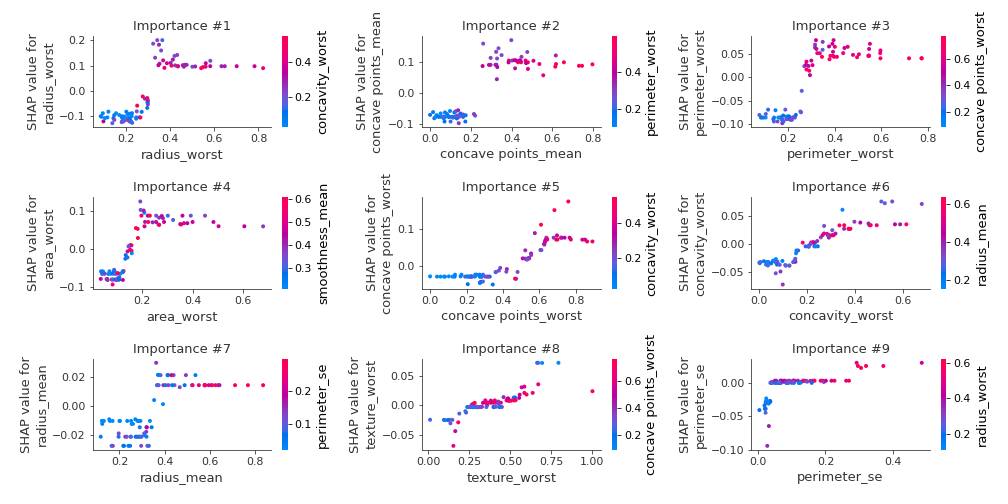 Importance #1
SHAP value for
radius_worst
0.2
0.1
0.0
−0.1
0.2
0.4
0.6
0.8
radius_worst
0.4
0.2
concavity_worst
Importance #2
SHAP value for
concave points_mean
0.1
0.0
−0.1
0.0
0.2
0.4
0.6
0.8
concave points_mean
0.4
0.2
perimeter_worst
Importance #3
SHAP value for
perimeter_worst
0.05
0.00
−0.05
−0.10
0.2
0.4
0.6
0.8
perimeter_worst
0.6
0.4
0.2
concave points_worst
Importance #4
SHAP value for
area_worst
0.1
0.0
−0.1
0.2
0.4
0.6
area_worst
0.6
0.5
0.4
0.3
smoothness_mean
Importance #5
SHAP value for
concave points_worst
0.1
0.0
0.0
0.2
0.4
0.6
0.8
concave points_worst
0.4
0.2
concavity_worst
Importance #6
SHAP value for
concavity_worst
0.05
0.00
−0.05
0.0
0.2
0.4
0.6
concavity_worst
0.6
0.4
0.2
radius_mean
Importance #7
SHAP value for
radius_mean
0.02
0.00
−0.02
0.2
0.4
0.6
0.8
radius_mean
0.2
0.1
perimeter_se
Importance #8
SHAP value for
texture_worst
0.05
0.00
−0.05
0.00
0.25
0.50
0.75
1.00
texture_worst
0.6
0.4
0.2
concave points_worst
Importance #9
SHAP value for
perimeter_se
0.00
−0.05
−0.10
0.0
0.2
0.4
perimeter_se
0.6
0.4
0.2
radius_worst